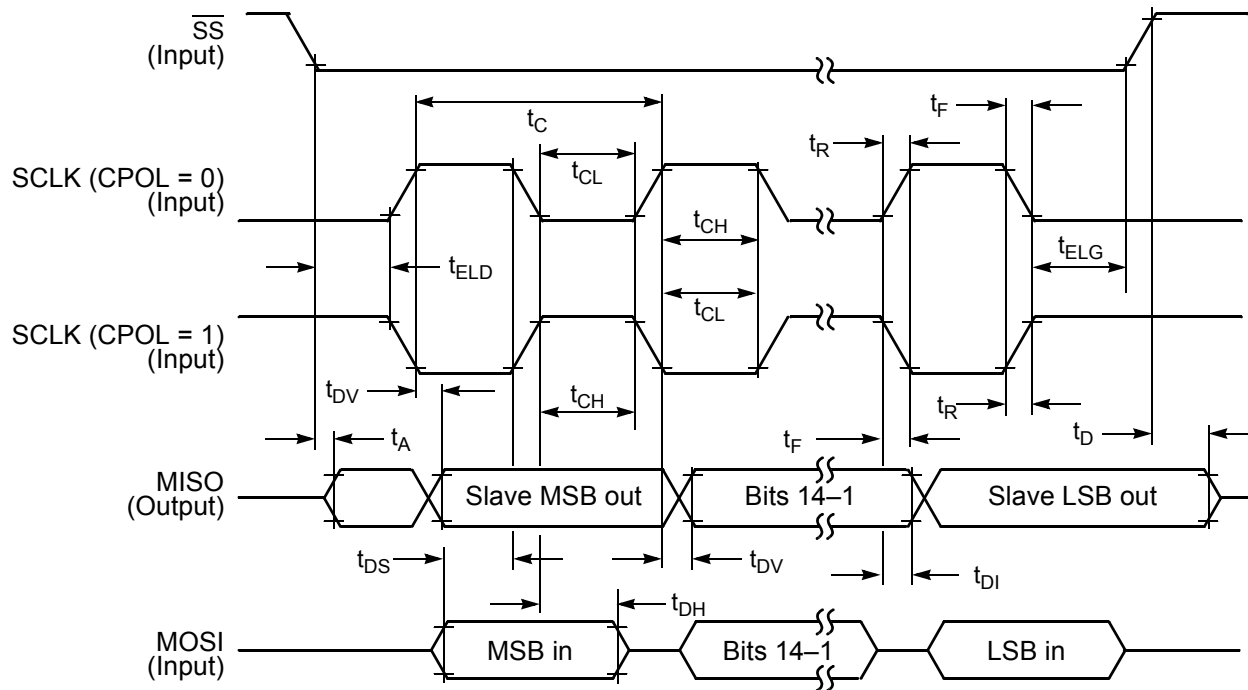 SS
(Input)
t_F
t_C
t_R
SCLK (CPOL = 0)
(Input)
t_CL
t_CH
t_ELD
t_ELG
t_CL
SCLK (CPOL = 1)
(Input)
t_DV
t_CH
t_R
t_A
t_F
t_D
MISO
(Output)
Slave MSB out
Bits 14–1
Slave LSB out
t_DS
t_DV
t_DI
t_DH
MOSI
(Input)
MSB in
Bits 14–1
LSB in